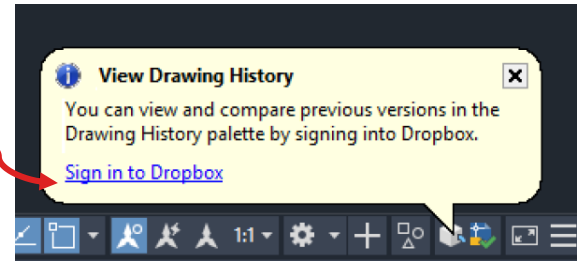 View Drawing History
You can view and compare previous versions in the
Drawing History palette by signing into Dropbox.
Sign in to Dropbox
1:1